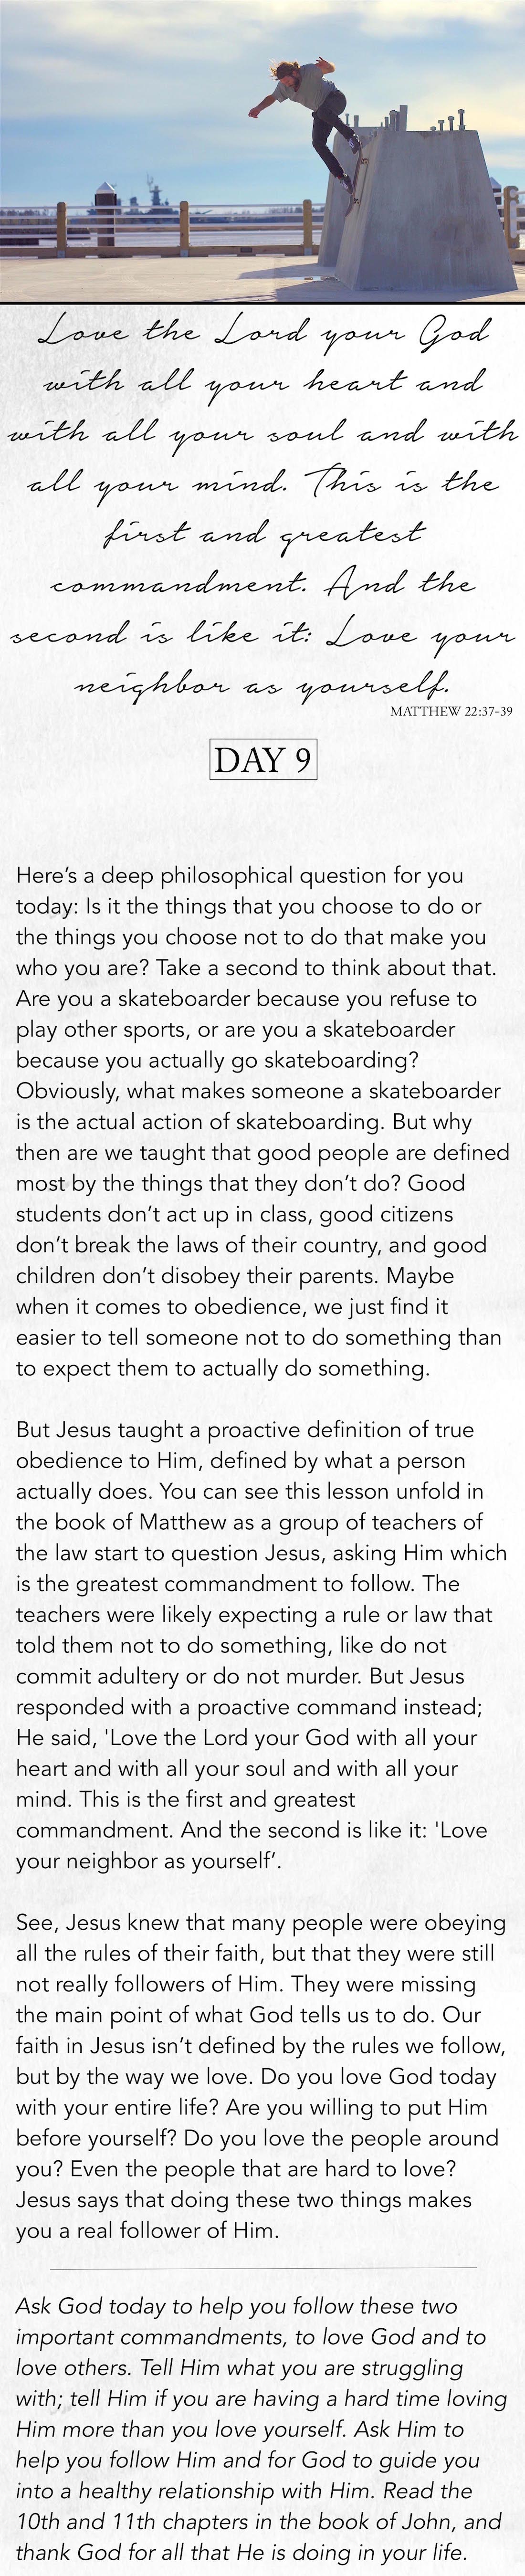 Love the Lord your God
with all your heart and
with all your soul and with
all your mind. This is the
first and greatest
commandment. And the
second is like it: Love your
neighbor as yourself.
MATTHEW 22:37-39
DAY 9
Here’s a deep philosophical question for you
today: Is it the things that you choose to do or
the things you choose not to do that make you
who you are? Take a second to think about that.
Are you a skateboarder because you refuse to
play other sports, or are you a skateboarder
because you actually go skateboarding?
Obviously, what makes someone a skateboarder
is the actual action of skateboarding. But why
then are we taught that good people are defined
most by the things that they don’t do? Good
students don’t act up in class, good citizens
don’t break the laws of their country, and good
children don’t disobey their parents. Maybe
when it comes to obedience, we just find it
easier to tell someone not to do something than
to expect them to actually do something.
But Jesus taught a proactive definition of true
obedience to Him, defined by what a person
actually does. You can see this lesson unfold in
the book of Matthew as a group of teachers of
the law start to question Jesus, asking Him which
is the greatest commandment to follow. The
teachers were likely expecting a rule or law that
told them not to do something, like do not
commit adultery or do not murder. But Jesus
responded with a proactive command instead;
He said, 'Love the Lord your God with all your
heart and with all your soul and with all your
mind. This is the first and greatest
commandment. And the second is like it: 'Love
your neighbor as yourself’.
See, Jesus knew that many people were obeying
all the rules of their faith, but that they were still
not really followers of Him. They were missing
the main point of what God tells us to do. Our
faith in Jesus isn’t defined by the rules we follow,
but by the way we love. Do you love God today
with your entire life? Are you willing to put Him
before yourself? Do you love the people around
you? Even the people that are hard to love?
Jesus says that doing these two things makes
you a real follower of Him.
Ask God today to help you follow these two
important commandments, to love God and to
love others. Tell Him what you are struggling
with; tell Him if you are having a hard time loving
Him more than you love yourself. Ask Him to
help you follow Him and for God to guide you
into a healthy relationship with Him. Read the
10th and 11th chapters in the book of John, and
thank God for all that He is doing in your life.